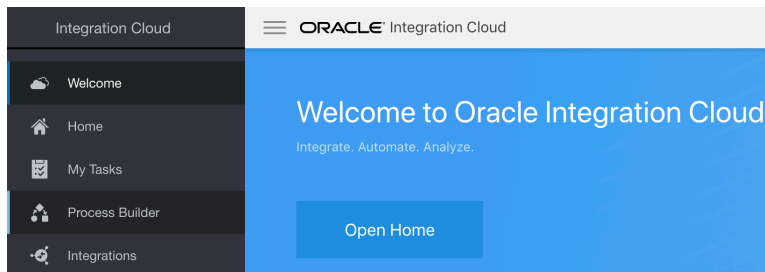 Integration Cloud
Welcome
Home
My Tasks
Process Builder
Integrations
ORACLE Integration Cloud
Welcome to Oracle Integration Cloud
Integrate. Automate. Analyze.
Open Home